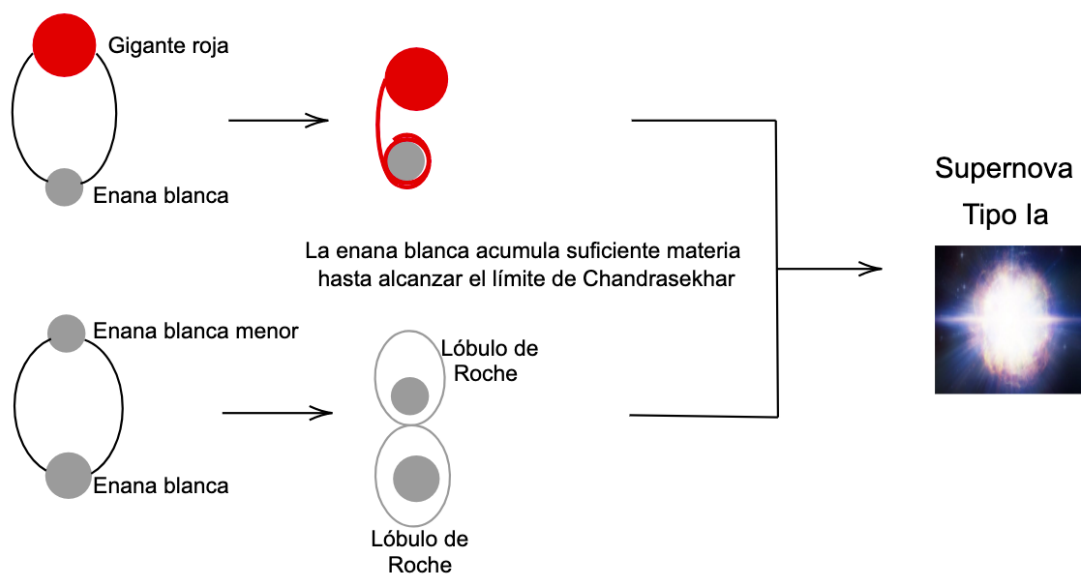 Gigante roja
Enana blanca
La enana blanca acumula suficiente materia
hasta alcanzar el límite de Chandrasekhar
Enana blanca menor
Enana blanca
Lóbulo de
Roche
Lóbulo de
Roche
Supernova
Tipo Ia